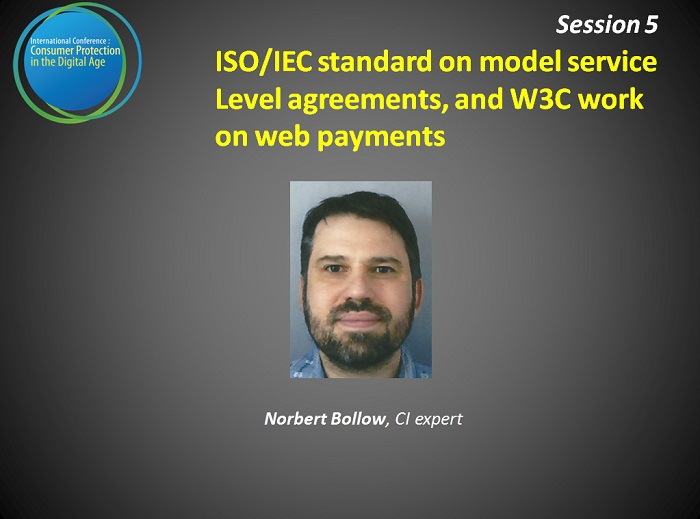 International Conference :
Consumer Protection
in the Digital Age
Session 5
ISO/IEC standard on model service
Level agreements, and W3C work
on web payments
Norbert Bollow, CI expert